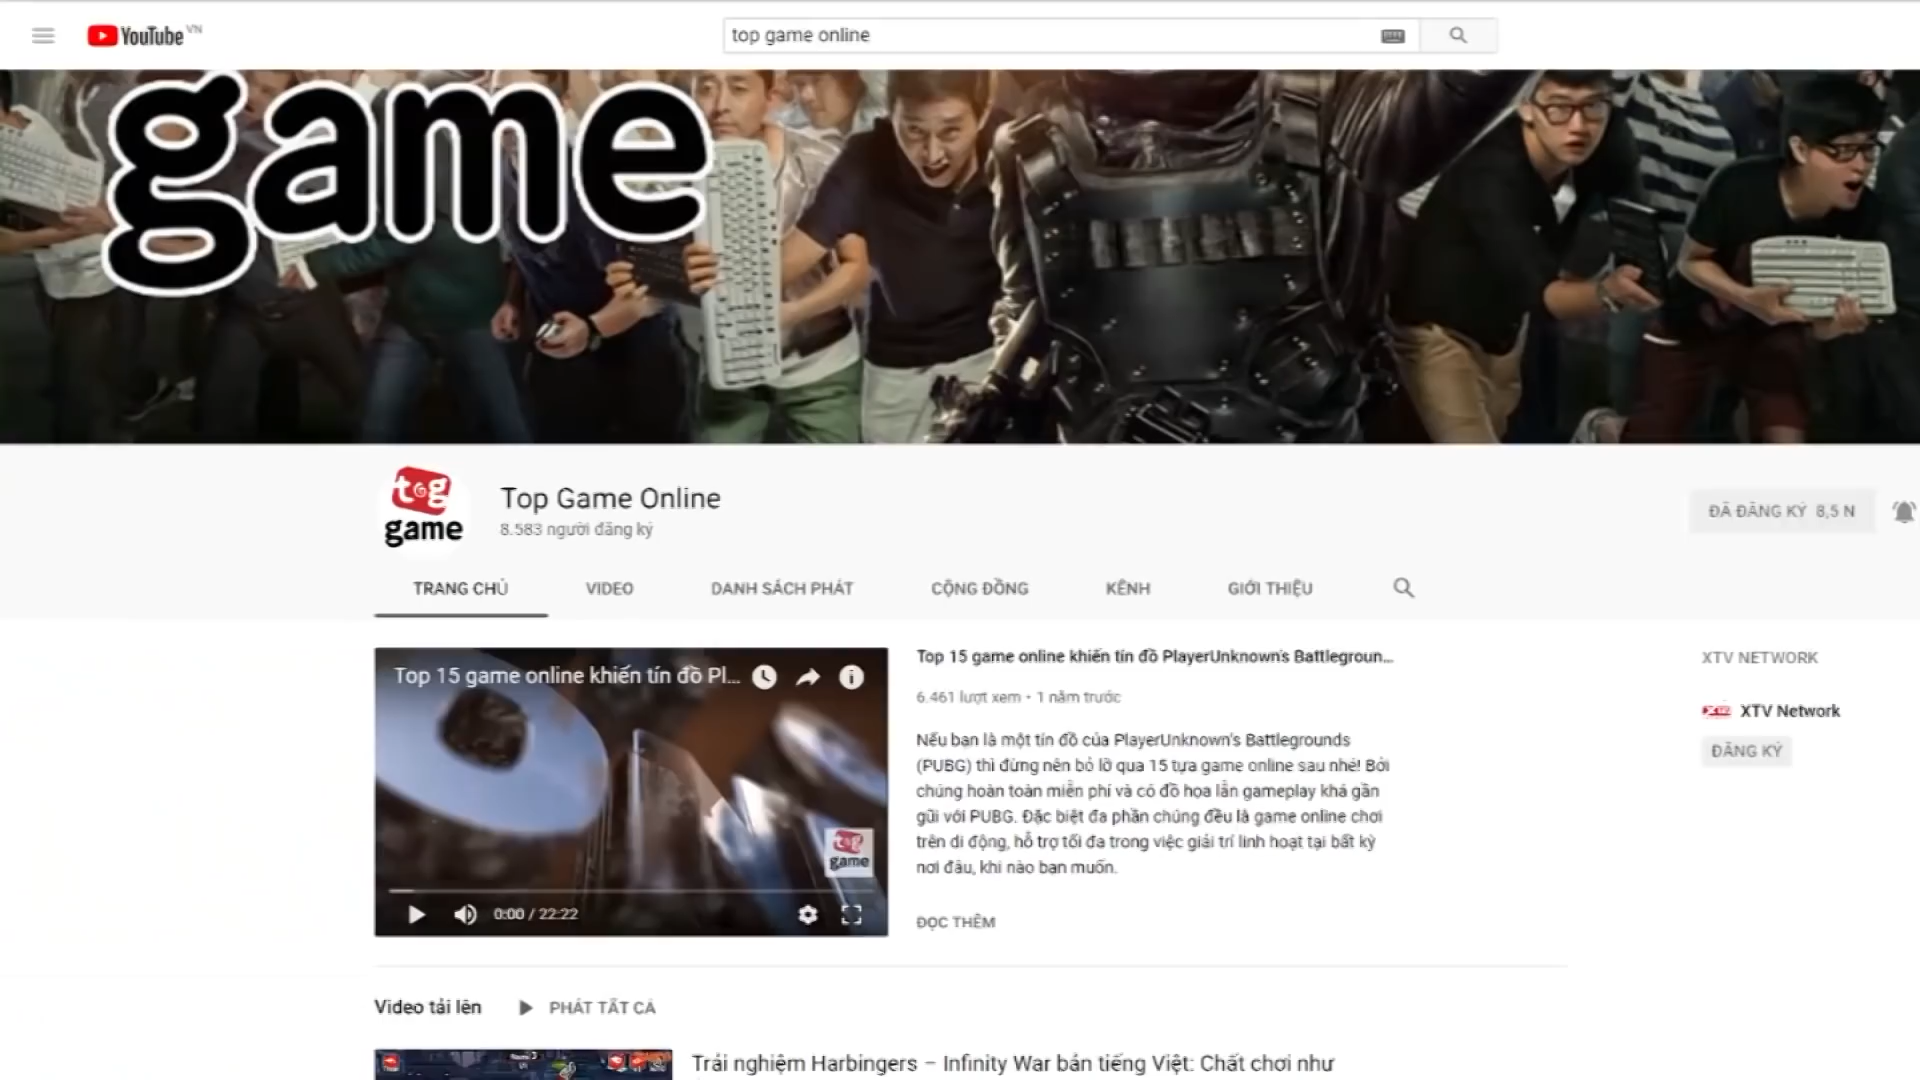 YouTube VN
top game online
game
tog
game
Top Game Online
8.583 người đăng ký
ĐÃ ĐĂNG KÝ 8,5 N
TRANG CHỦ
VIDEO
DANH SÁCH PHÁT
CỘNG ĐỒNG
KÊNH
GIỚI THIỆU
Top 15 game online khiến tín đồ Pl...
game
0:00 / 22:22
Top 15 game online khiến tín đồ PlayerUnknown's Battlegroun...
6.461 lượt xem • 1 năm trước
Nếu bạn là một tín đồ của PlayerUnknown's Battlegrounds
(PUBG) thì đừng nên bỏ lỡ qua 15 tựa game online sau nhé! Bởi
chúng hoàn toàn miễn phí và có đồ họa lẫn gameplay khá gần
gũi với PUBG. Đặc biệt đa phần chúng đều là game online chơi
trên di động, hỗ trợ tối đa trong việc giải trí linh hoạt tại bất kỳ
nơi đâu, khi nào bạn muốn.
ĐỌC THÊM
XTV NETWORK
XTV Network
ĐĂNG KÝ
Video tải lên
PHÁT TẤT CẢ
Trải nghiệm Harbingers – Infinity War bản tiếng Việt: Chất chơi như